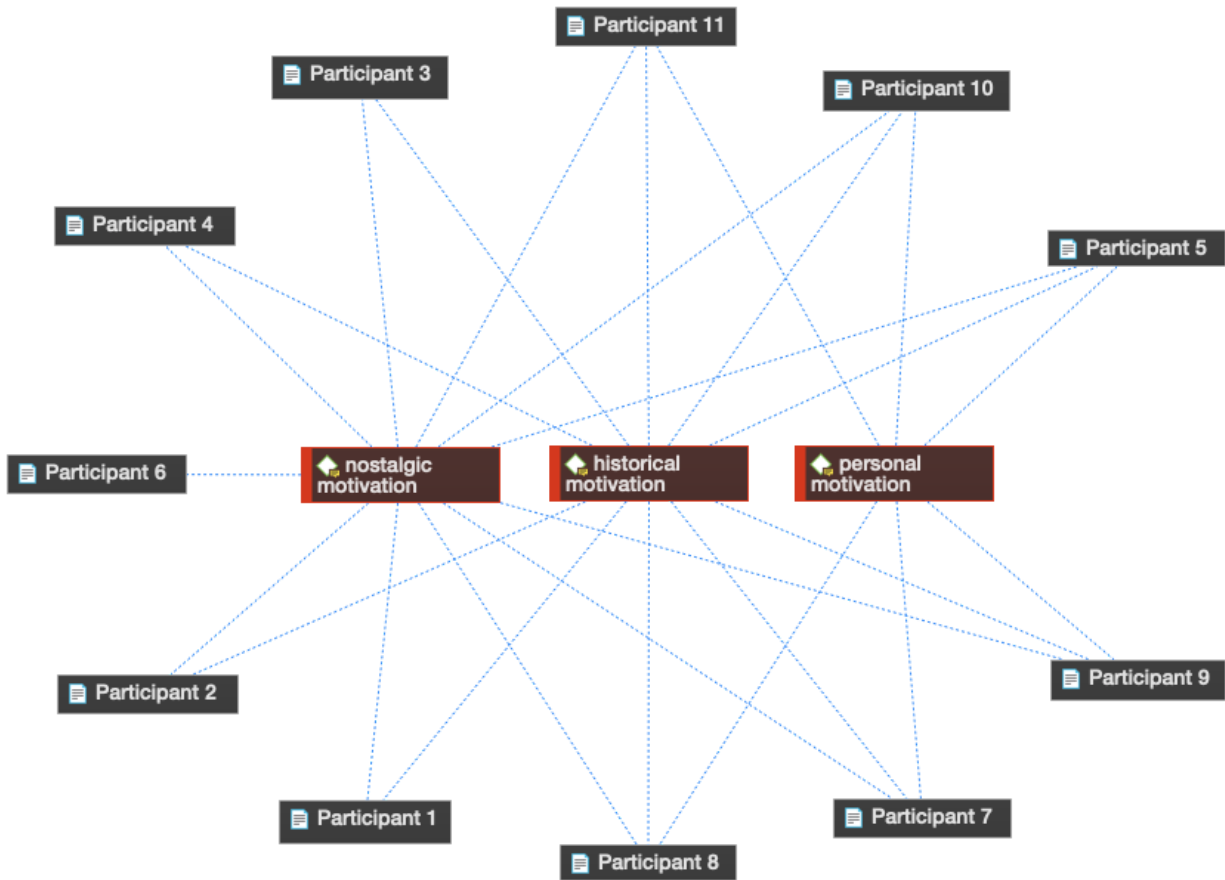 Participant 11
Participant 3
Participant 10
Participant 4
Participant 5
nostalgic
motivation
historical
motivation
personal
motivation
Participant 6
Participant 2
Participant 9
Participant 1
Participant 7
Participant 8